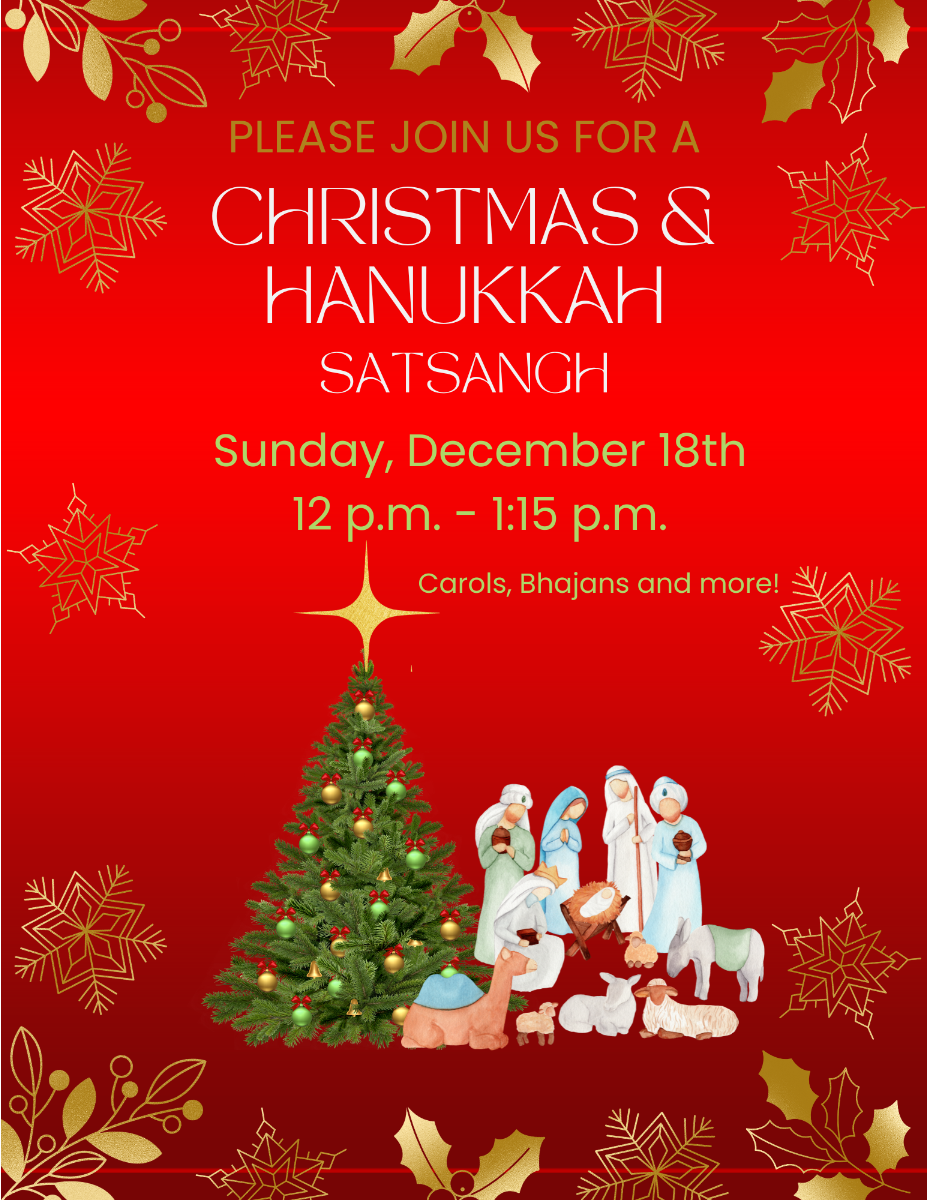 PLEASE JOIN US FOR A
CHRISTMAS &
HANUKKAH
SATSANGH
Sunday, December 18th
12 p.m. - 1:15 p.m.
Carols, Bhajans and more!